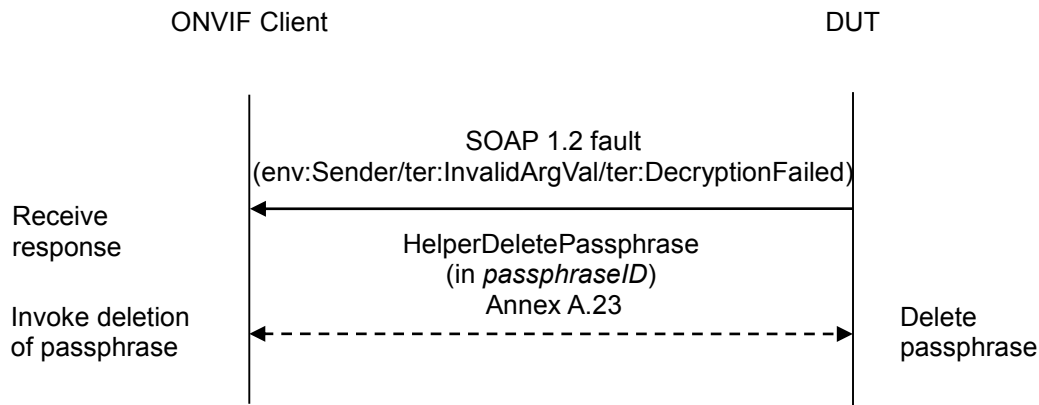 ONVIF Client
DUT
SOAP 1.2 fault
(env:Sender/ter:InvalidArgVal/ter:DecryptionFailed)
Receive
response
HelperDeletePassphrase
(in passphraseID)
Annex A.23
Invoke deletion
of passphrase
Delete
passphrase